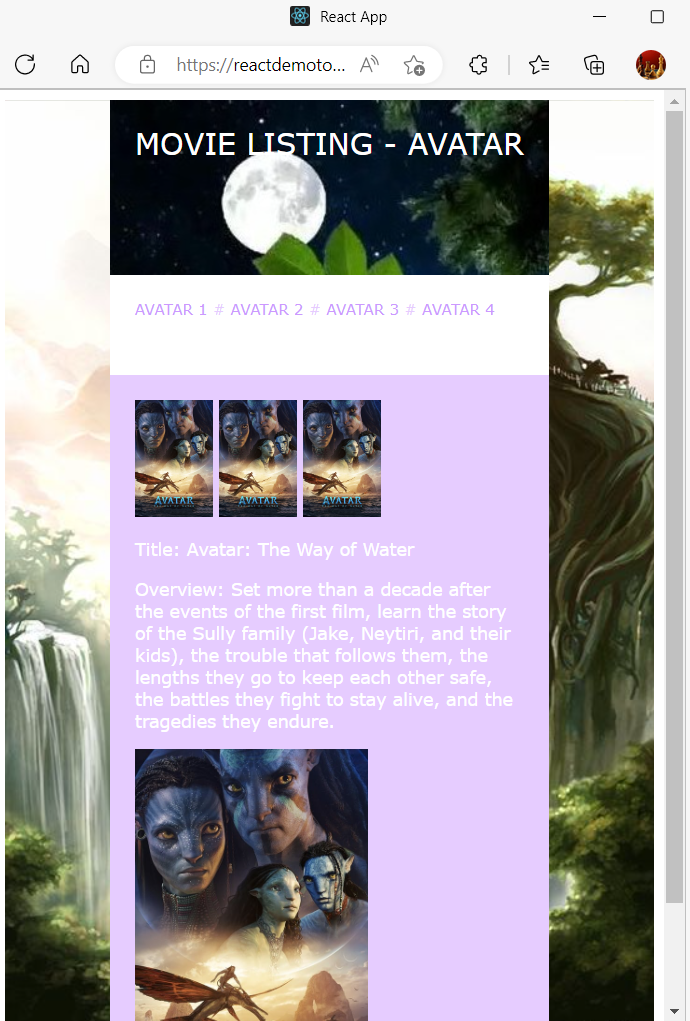 React App
https://reactdemoto...
MOVIE LISTING - AVATAR
AVATAR 1 # AVATAR 2 # AVATAR 3 # AVATAR 4
AVATAR AVATAR AVATAR
Title: Avatar: The Way of Water
Overview: Set more than a decade after
the events of the first film, learn the story
of the Sully family (Jake, Neytiri, and their
kids), the trouble that follows them, the
lengths they go to keep each other safe,
the battles they fight to stay alive, and the
tragedies they endure.